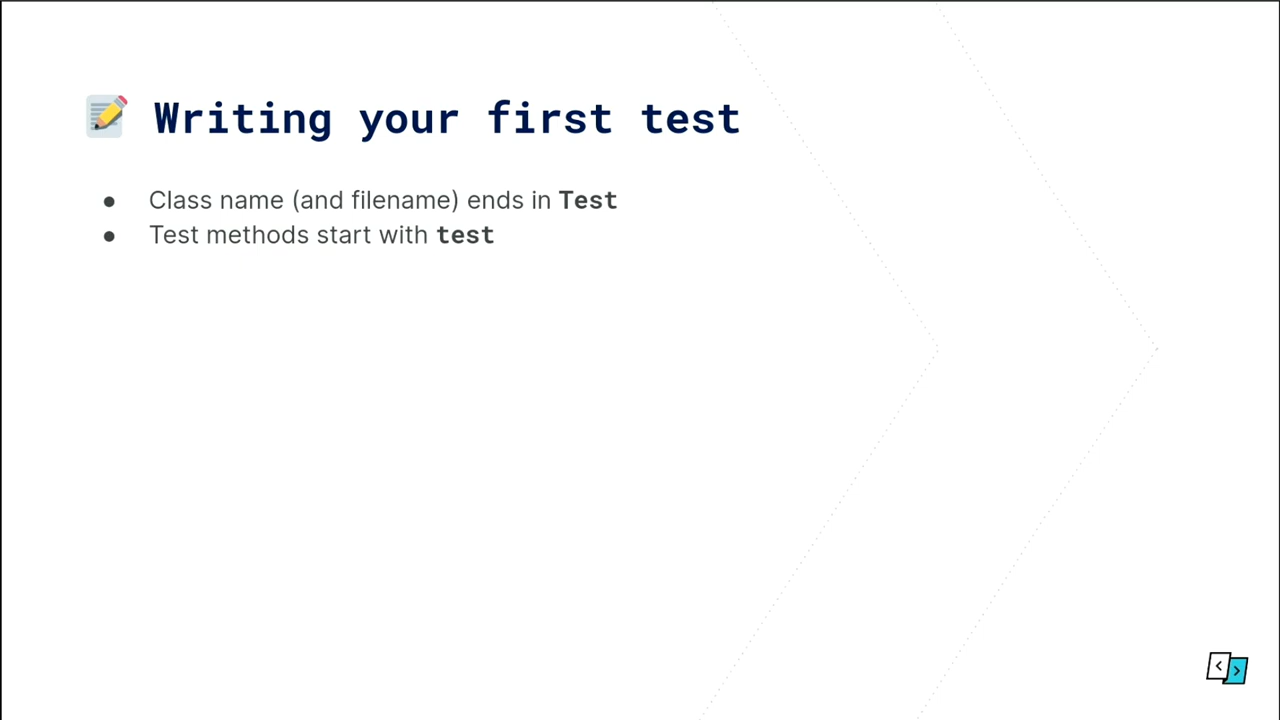 📝 Writing your first test
● Class name (and filename) ends in Test
● Test methods start with test